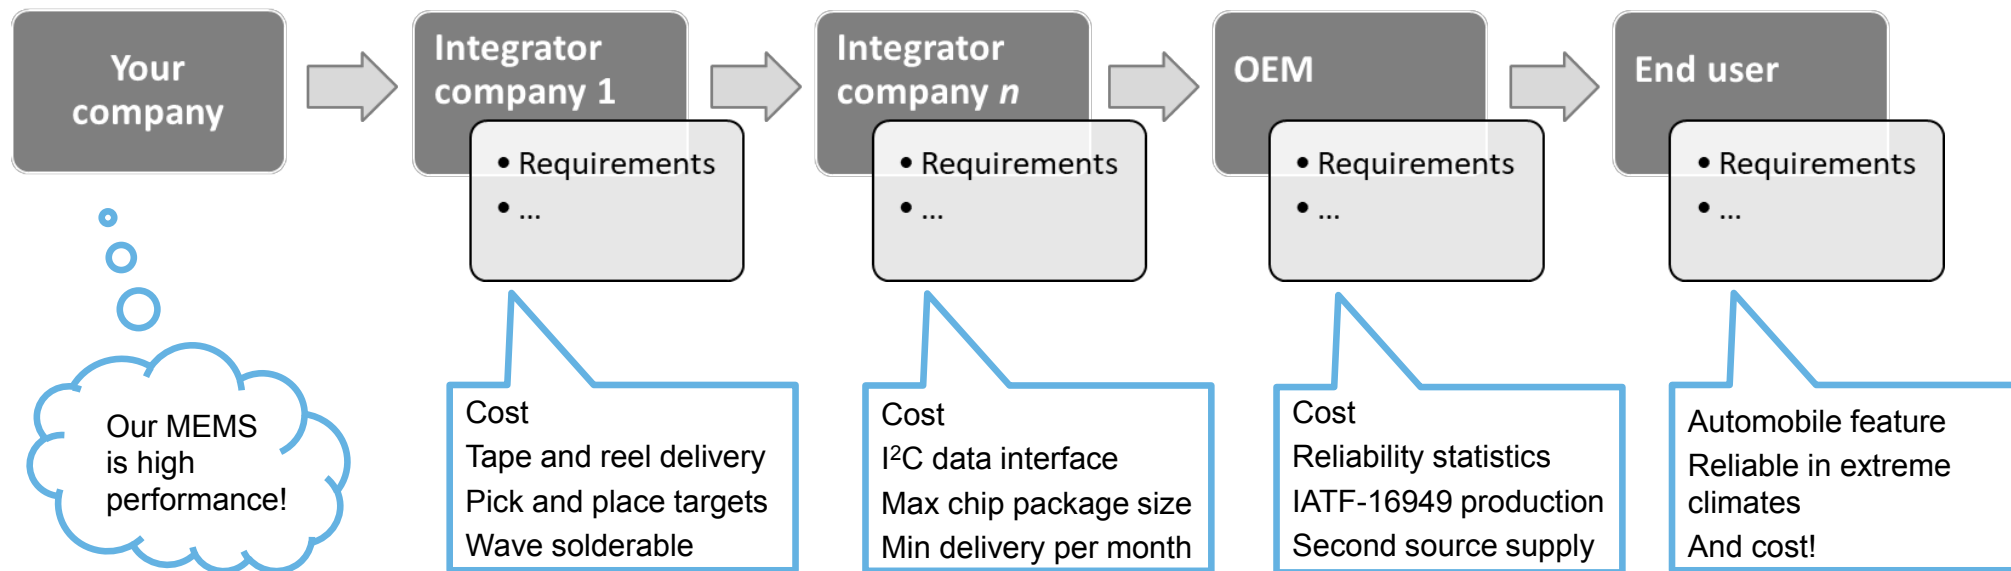 Your
company
Integrator
company 1
• Requirements
• ...
Integrator
company n
• Requirements
• ...
OEM
• Requirements
• ...
End user
• Requirements
• ...
Our MEMS
is high
performance!
Cost
Tape and reel delivery
Pick and place targets
Wave solderable
Cost
I²C data interface
Max chip package size
Min delivery per month
Cost
Reliability statistics
IATF-16949 production
Second source supply
Automobile feature
Reliable in extreme
climates
And cost!